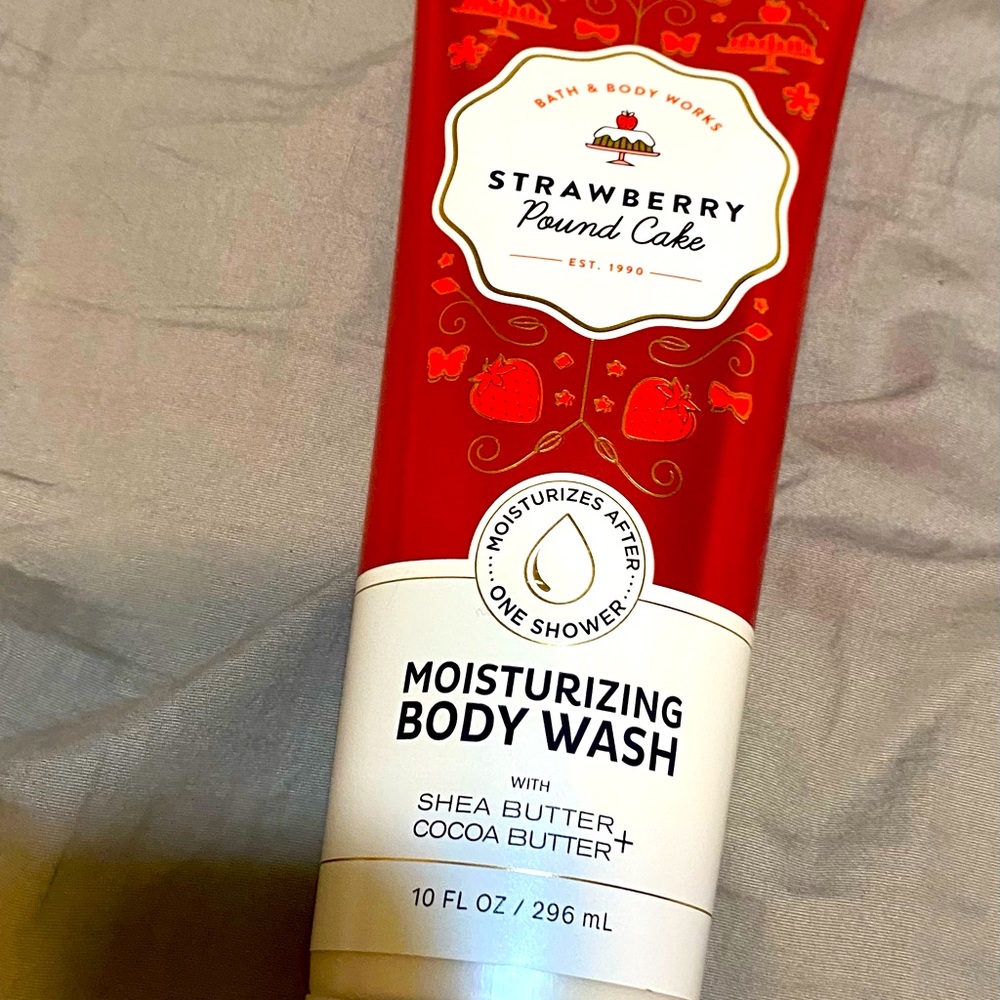 BATH & BODY WORKS
STRAWBERRY
Pound Cake
EST. 1990
MOISTURIZES AFTER
ONE SHOWER
MOISTURIZING
BODY WASH
WITH
SHEA BUTTER
COCOA BUTTER+
10 FL OZ / 296 mL